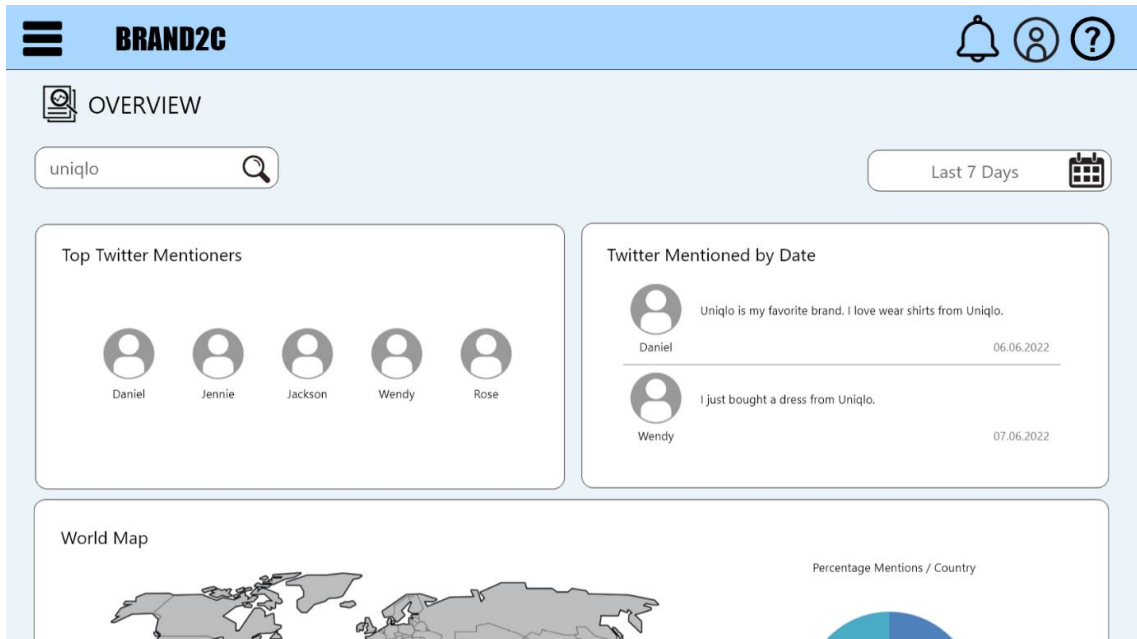 BRAND2C
?
OVERVIEW
uniqlo
Last 7 Days
Top Twitter Mentioners
Daniel
Jennie
Jackson
Wendy
Rose
Twitter Mentioned by Date
Uniqlo is my favorite brand. I love wear shirts from Uniqlo.
Daniel
06.06.2022
I just bought a dress from Uniqlo.
Wendy
07.06.2022
World Map
Percentage Mentions / Country